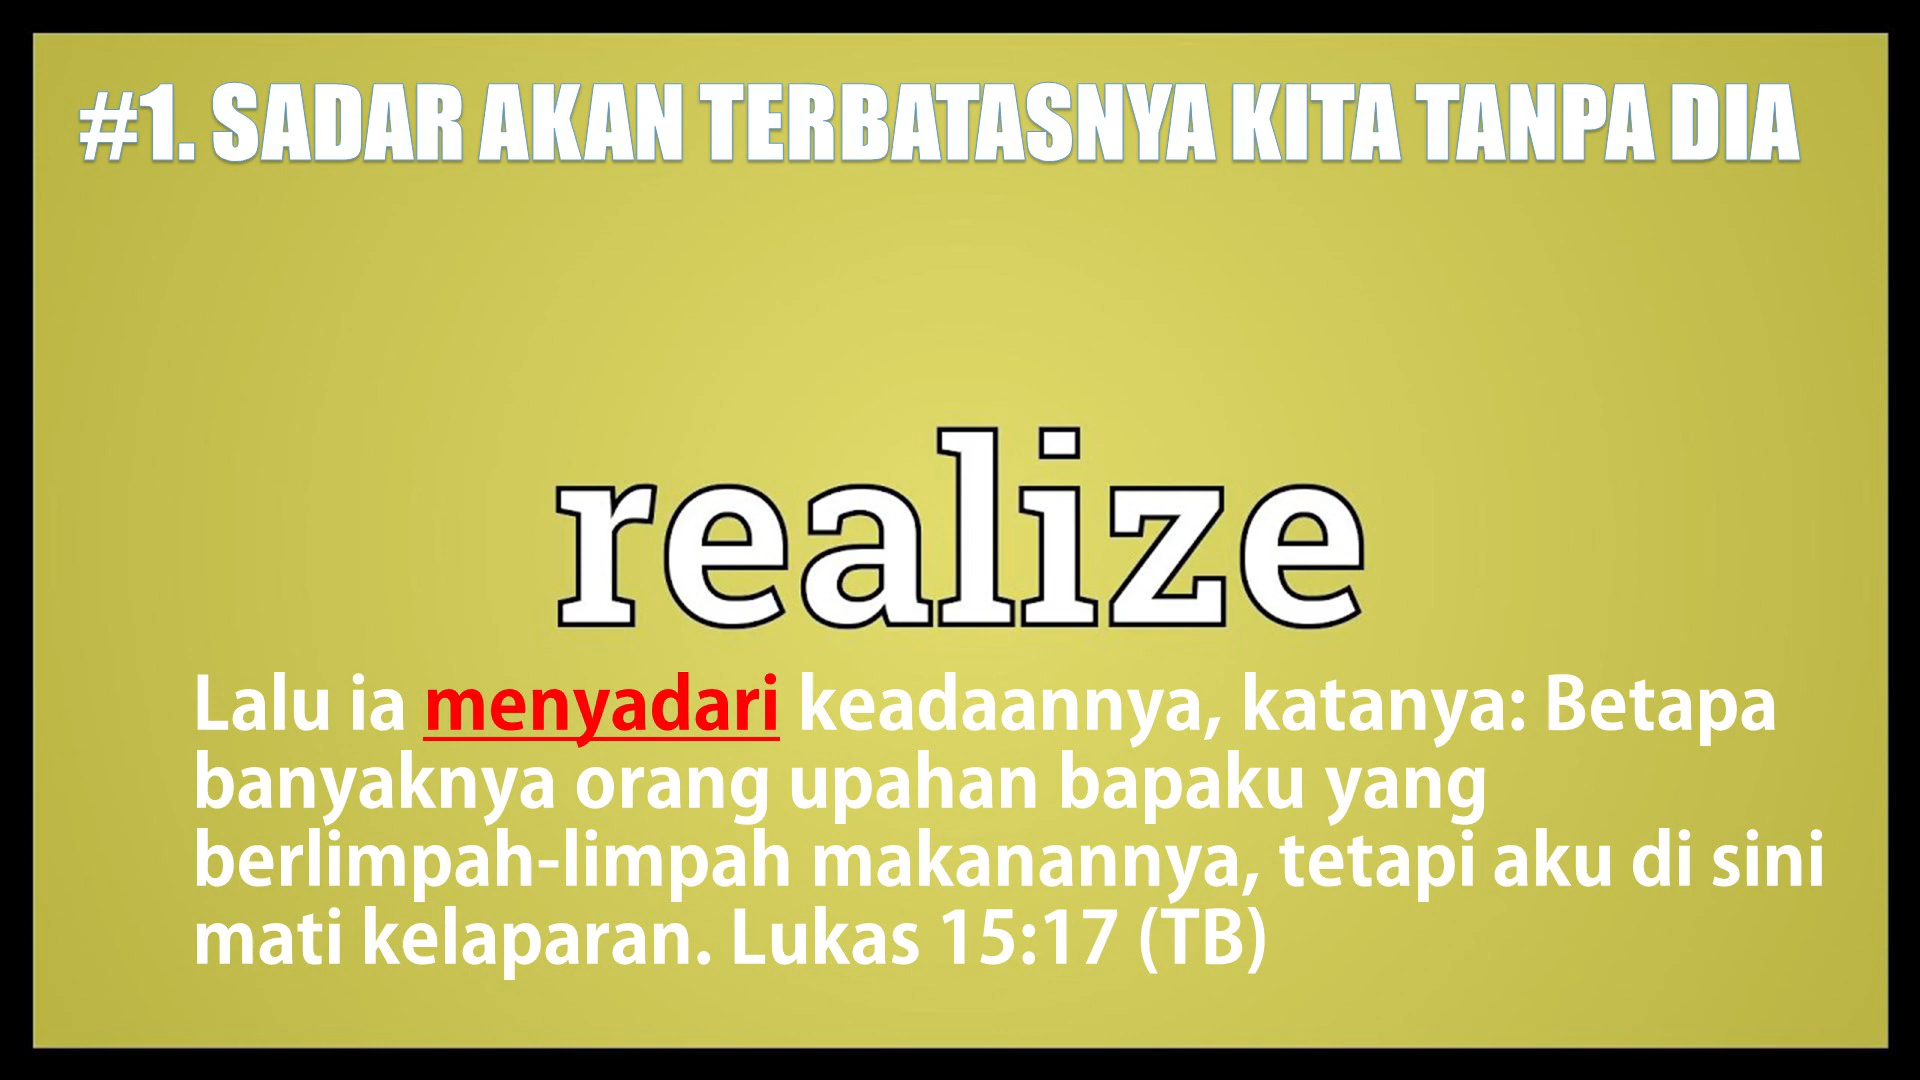 #1. SADAR AKAN TERBATASNYA KITA TANPA DIA
realize
Lalu ia menyadari keadaannya, katanya: Betapa
banyaknya orang upahan bapaku yang
berlimpah-limpah makanannya, tetapi aku di sini
mati kelaparan. Lukas 15:17 (TB)